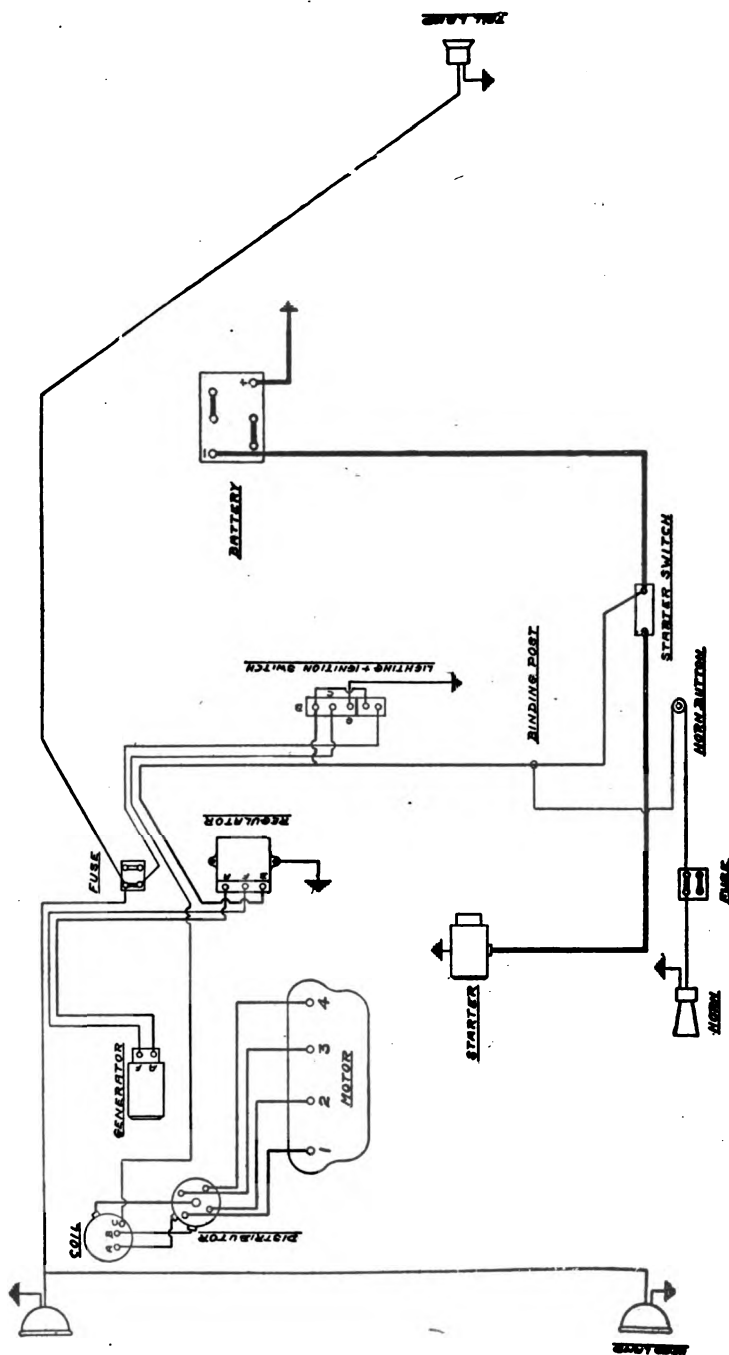 TAIL LAMP
+
–
BATTERY
STARTER SWITCH
LIGHTING + IGNITION SWITCH
B
C
BINDING POST
HORN BUTTON
FUSE
REGULATOR
FUSE
STARTER
HORN
GENERATOR
4
3
2
1
MOTOR
COIL
A B C
DISTRIBUTOR
HEAD LAMP